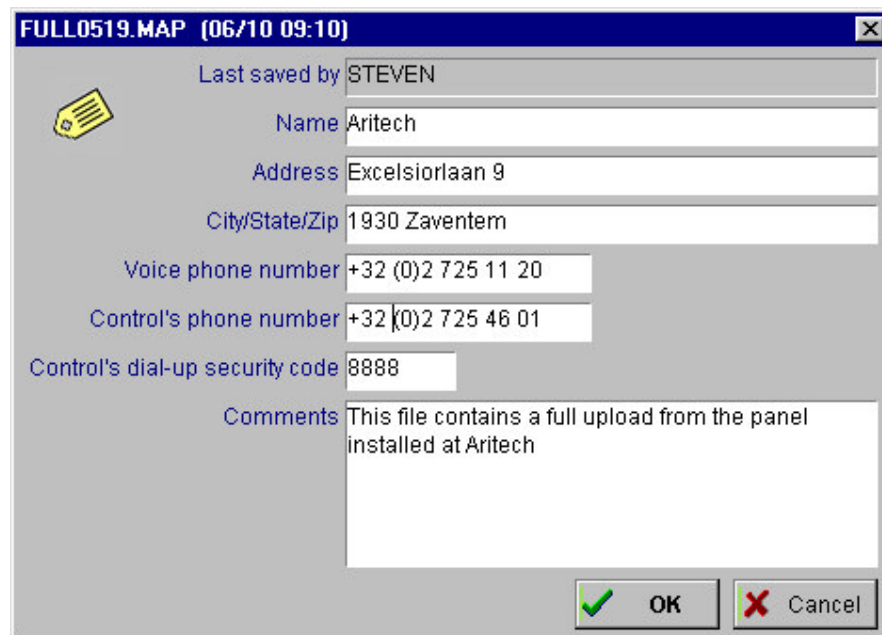 FULL0519.MAP (06/10 09:10)
Last saved by STEVEN
Name Aritech
Address Excelsiorlaan 9
City/State/Zip 1930 Zaventem
Voice phone number +32 (0)2 725 11 20
Control's phone number +32 (0)2 725 46 01
Control's dial-up security code 8888
Comments This file contains a full upload from the panel
installed at Aritech
OK Cancel